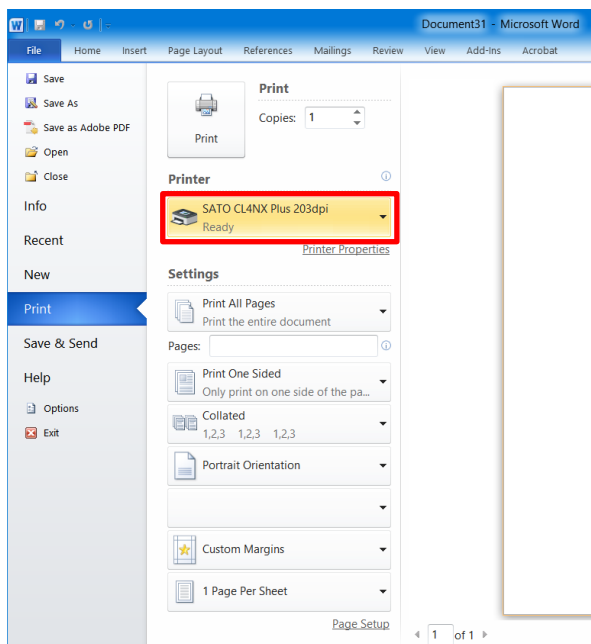 Document31 - Microsoft Word
File Home Insert Page Layout References Mailings Review View Add-Ins Acrobat
Save
Save As
Save as Adobe PDF
Open
Close
Info
Recent
New
Print
Save & Send
Help
Options
Exit
Print
Print
Copies: 1
Printer
SATO CL4NX Plus 203dpi
Ready
Printer Properties
Settings
Print All Pages
Print the entire document
Pages:
Print One Sided
Only print on one side of the pa...
Collated
1,2,3 1,2,3 1,2,3
Portrait Orientation
Custom Margins
1 Page Per Sheet
Page Setup
1 of 1